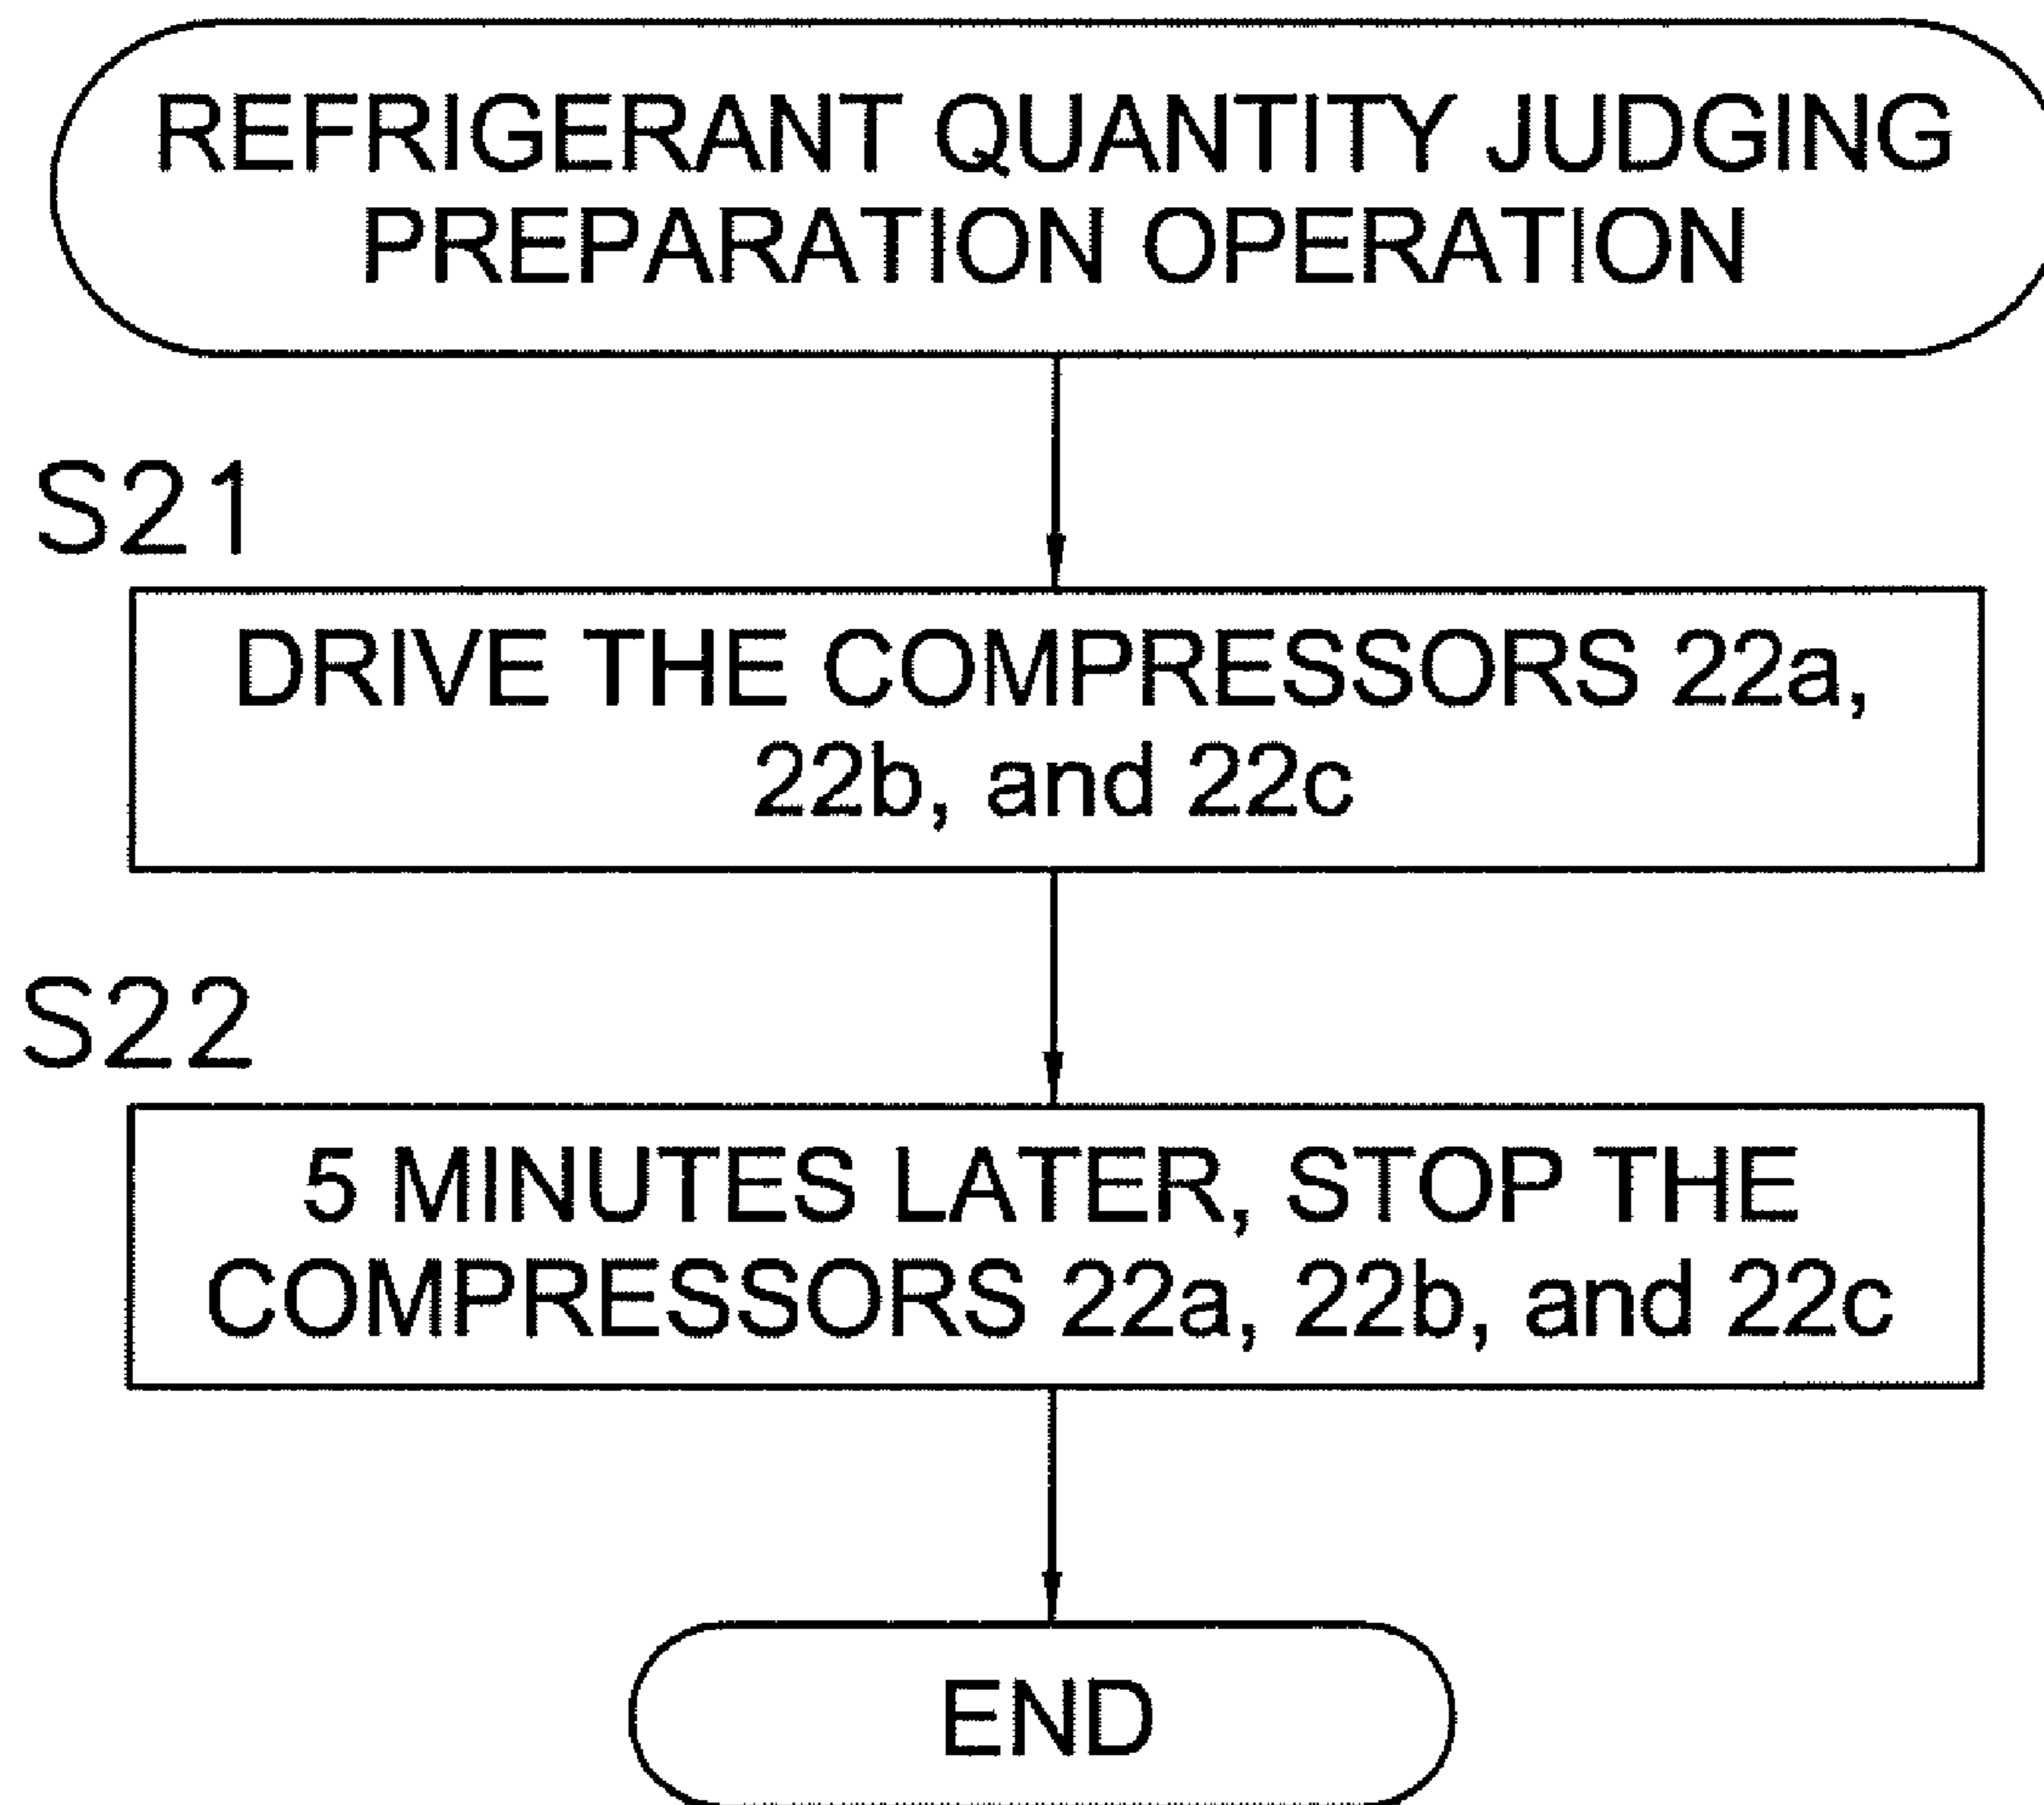 REFRIGERANT QUANTITY JUDGING
PREPARATION OPERATION
S21
DRIVE THE COMPRESSORS 22a,
22b, and 22c
S22
5 MINUTES LATER, STOP THE
COMPRESSORS 22a, 22b, and 22c
END